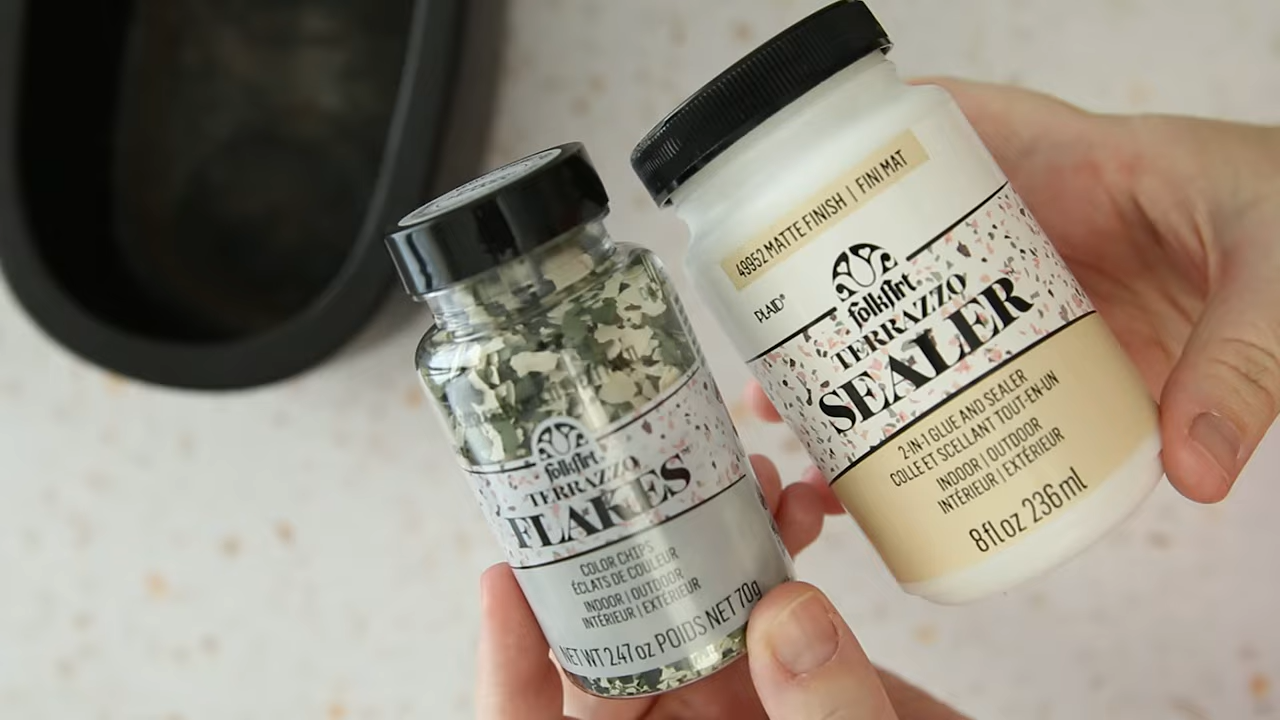 folkArt
TERRAZZO
FLAKES™
COLOR CHIPS
ÉCLATS DE COULEUR
INDOOR | OUTDOOR
INTÉRIEUR | EXTÉRIEUR
NET WT 2.47 oz POIDS NET 70g
49952 MATTE FINISH | FINI MAT
PLAID®
folkArt
TERRAZZO
SEALER
2-IN-1 GLUE AND SEALER
COLLE ET SCELLANT TOUT-EN-UN
INDOOR | OUTDOOR
INTÉRIEUR | EXTÉRIEUR
8 fl oz 236 ml